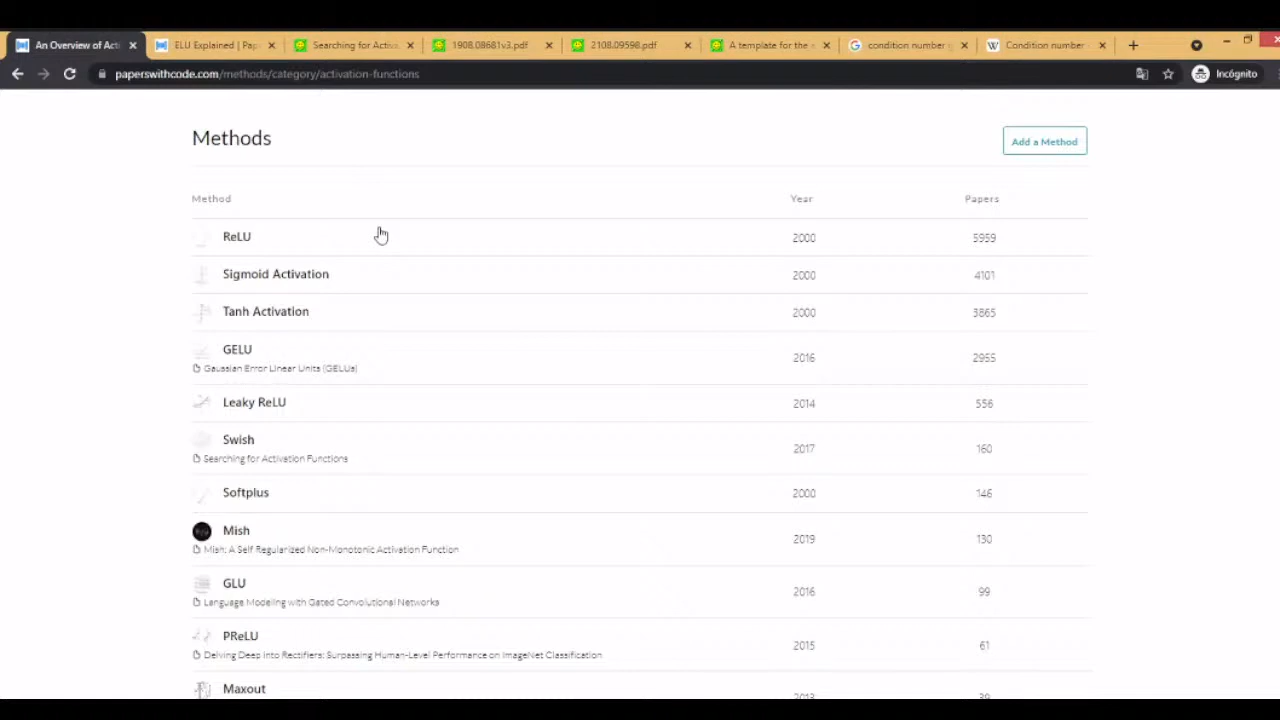 An Overview of Act
ELU Explained | Pap
Searching for Activa
1908.08681v3.pdf
2108.09598.pdf
A template for the
condition number
Condition number
paperswithcode.com/methods/category/activation-functions
Incógnito
Methods
Add a Method
Method Year Papers
ReLU 2000 5959
Sigmoid Activation 2000 4101
Tanh Activation 2000 3865
GELU 2016 2955
Gaussian Error Linear Units (GELUs)
Leaky ReLU 2014 556
Swish 2017 160
Searching for Activation Functions
Softplus 2000 146
Mish 2019 130
Mish: A Self Regularized Non-Monotonic Activation Function
GLU 2016 99
Language Modeling with Gated Convolutional Networks
PReLU 2015 61
Delving Deep into Rectifiers: Surpassing Human-Level Performance on ImageNet Classification
Maxout 2013 39